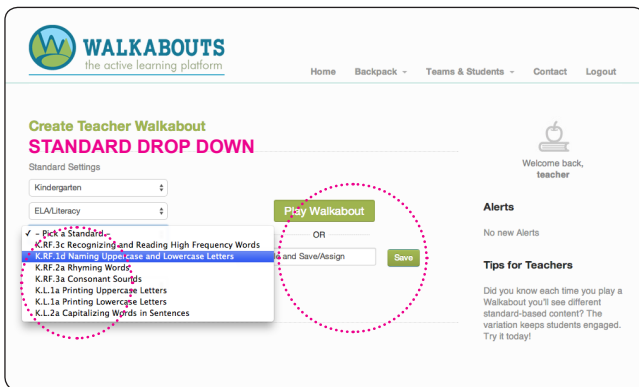 WALKABOUTS
the active learning platform
Home Backpack Teams & Students Contact Logout
Create Teacher Walkabout
STANDARD DROP DOWN
Standard Settings
Kindergarten
ELA/Literacy
✓ – Pick a Standard –
K.RF.3c Recognizing and Reading High Frequency Words
K.RF.1d Naming Uppercase and Lowercase Letters
K.RF.2a Rhyming Words
K.RF.3a Consonant Sounds
K.L.1a Printing Uppercase Letters
K.L.1a Printing Lowercase Letters
K.L.2a Capitalizing Words in Sentences
Play Walkabout
OR
and Save/Assign
Save
Welcome back,
teacher
Alerts
No new Alerts
Tips for Teachers
Did you know each time you play a
Walkabout you'll see different
standard-based content? The
variation keeps students engaged.
Try it today!